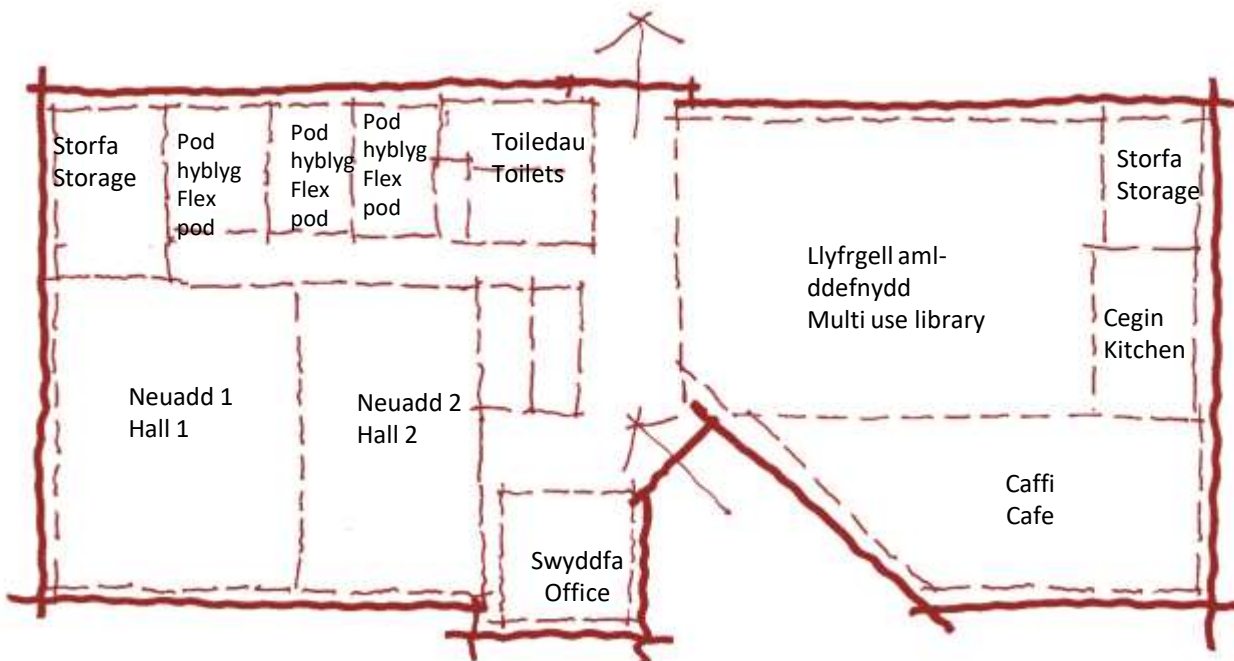 Storfa
Storage
Pod
hyblyg
Flex
pod
Pod
hyblyg
Flex
pod
Pod
hyblyg
Flex
pod
Toiledau
Toilets
Storfa
Storage
Llyfrgell aml-
ddefnydd
Multi use library
Cegin
Kitchen
Neuadd 1
Hall 1
Neuadd 2
Hall 2
Caffi
Cafe
Swyddfa
Office